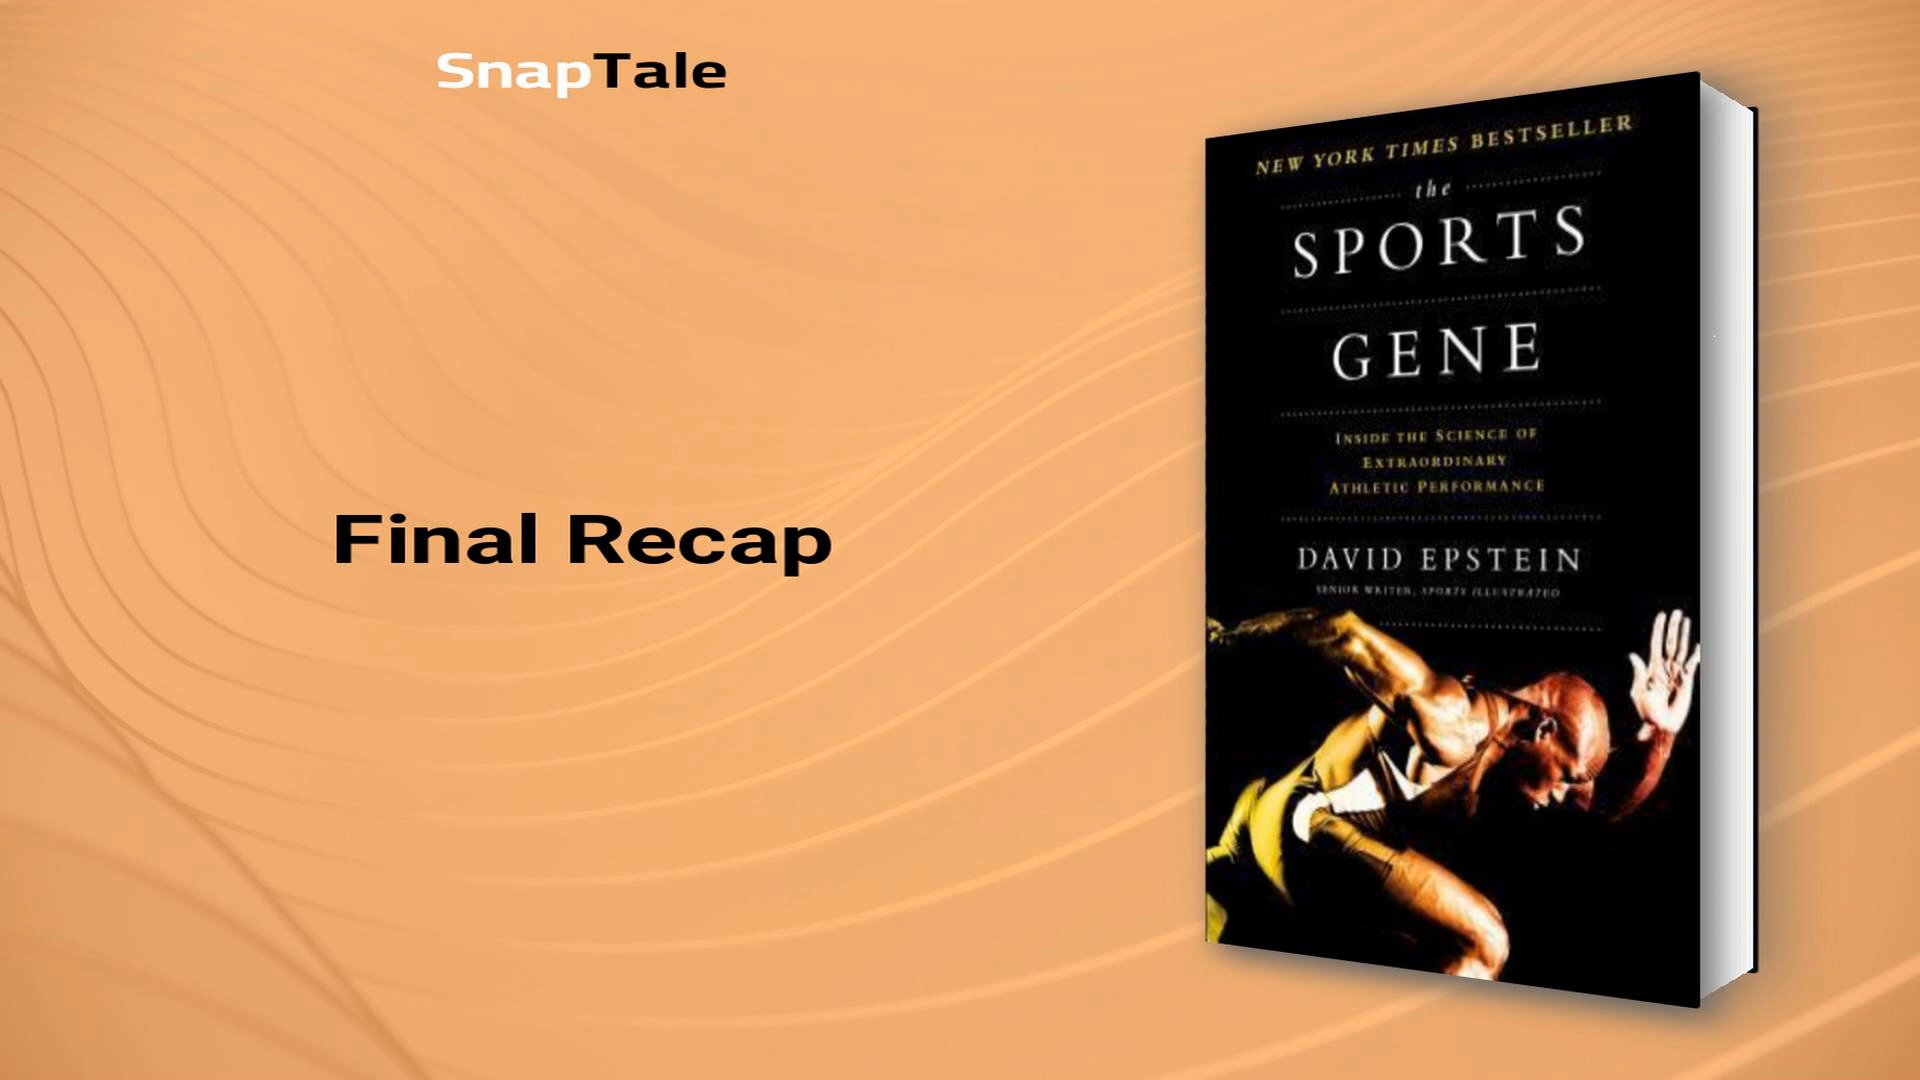 SnapTale
Final Recap
NEW YORK TIMES BESTSELLER
the
SPORTS
GENE
INSIDE THE SCIENCE OF
EXTRAORDINARY
ATHLETIC PERFORMANCE
DAVID EPSTEIN
SENIOR WRITER, SPORTS ILLUSTRATED